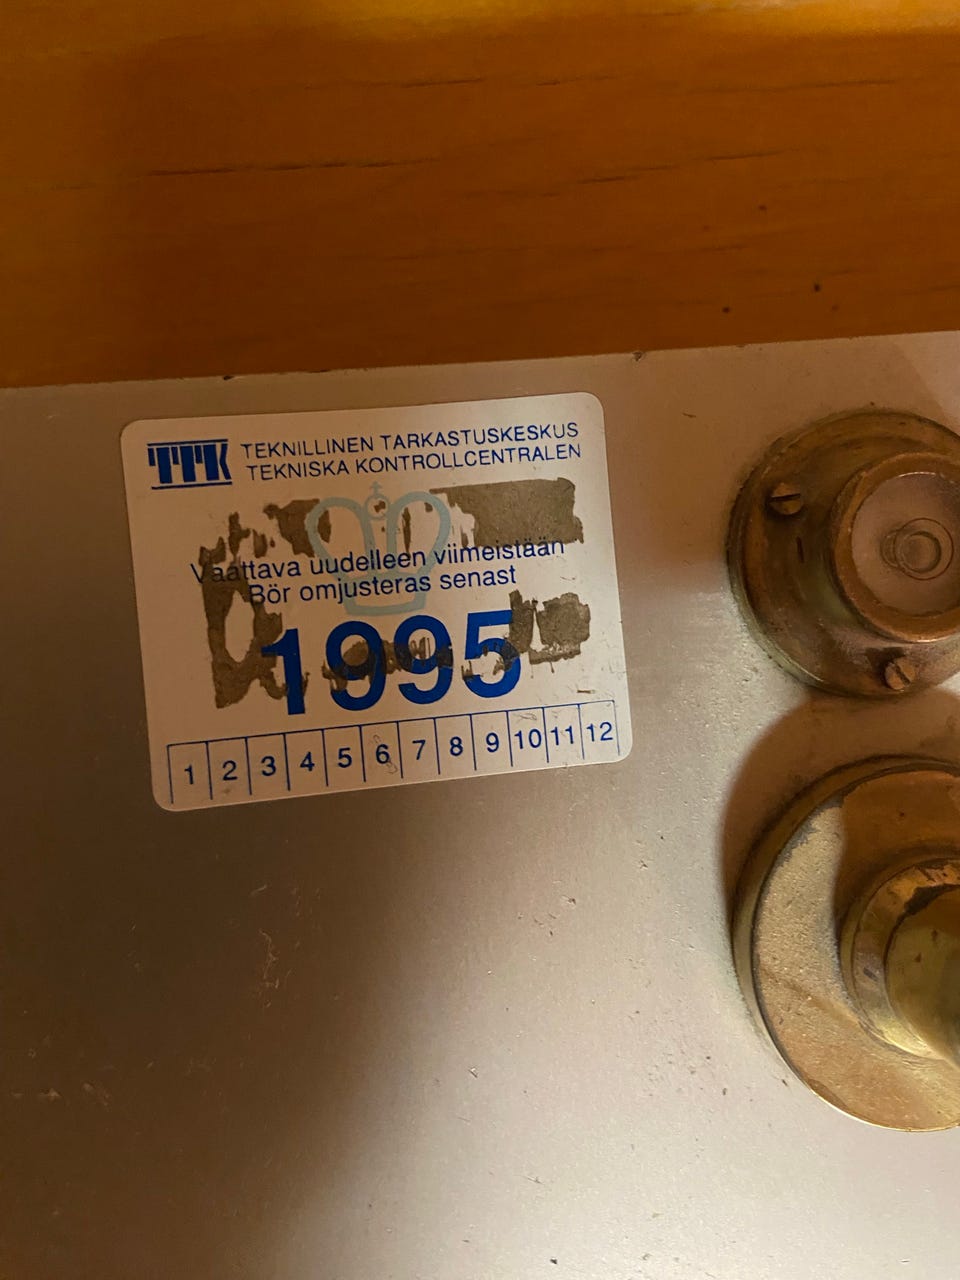 TTK TEKNILLINEN TARKASTUSKESKUS
TEKNISKA KONTROLLCENTRALEN
Vaattava uudelleen viimeistään
Bör omjusteras senast
1995
1 2 3 4 5 6 7 8 9 10 11 12